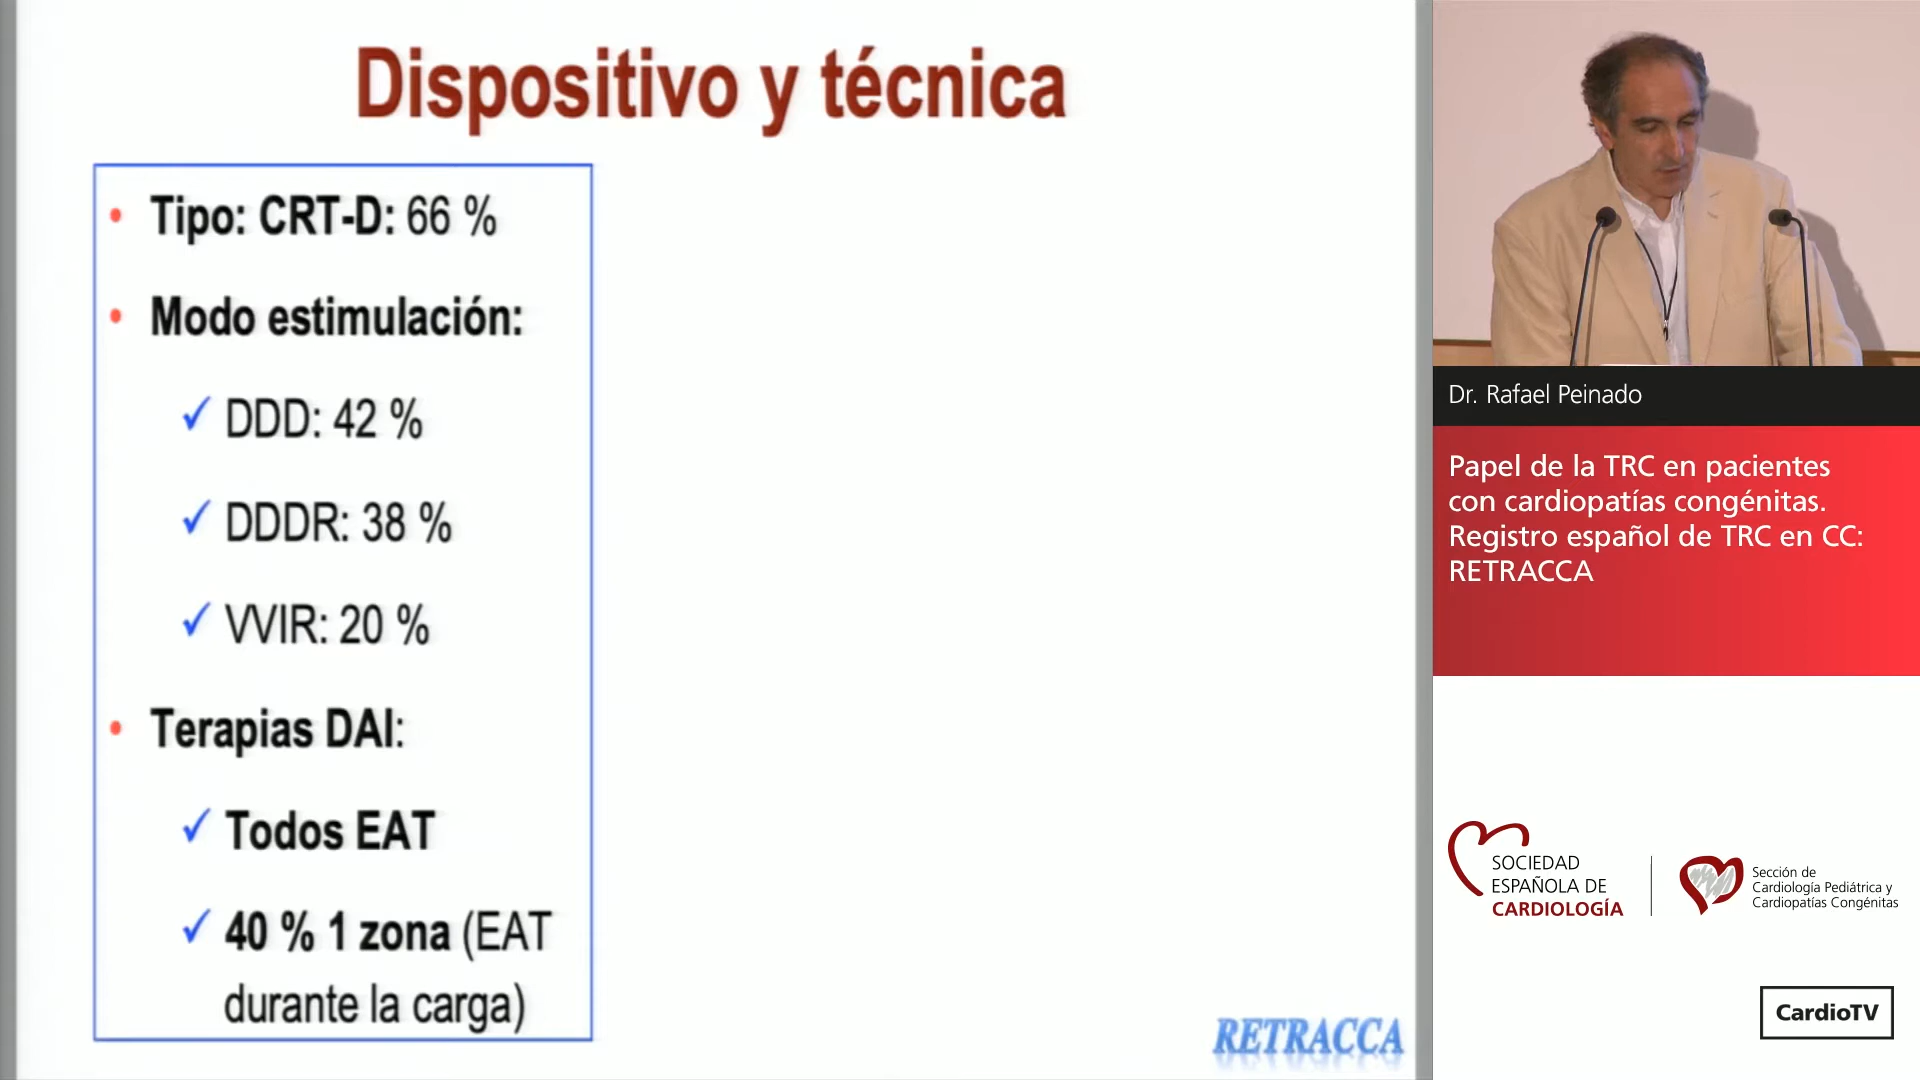 Dispositivo y técnica
• Tipo: CRT-D: 66 %
• Modo estimulación:
✓ DDD: 42 %
✓ DDDR: 38 %
✓ VVIR: 20 %
• Terapias DAI:
✓ Todos EAT
✓ 40 % 1 zona (EAT
durante la carga)
RETRACCA
Dr. Rafael Peinado
Papel de la TRC en pacientes
con cardiopatías congénitas.
Registro español de TRC en CC:
RETRACCA
SOCIEDAD
ESPAÑOLA DE
CARDIOLOGÍA
Sección de
Cardiología Pediátrica y
Cardiopatías Congénitas
CardioTV